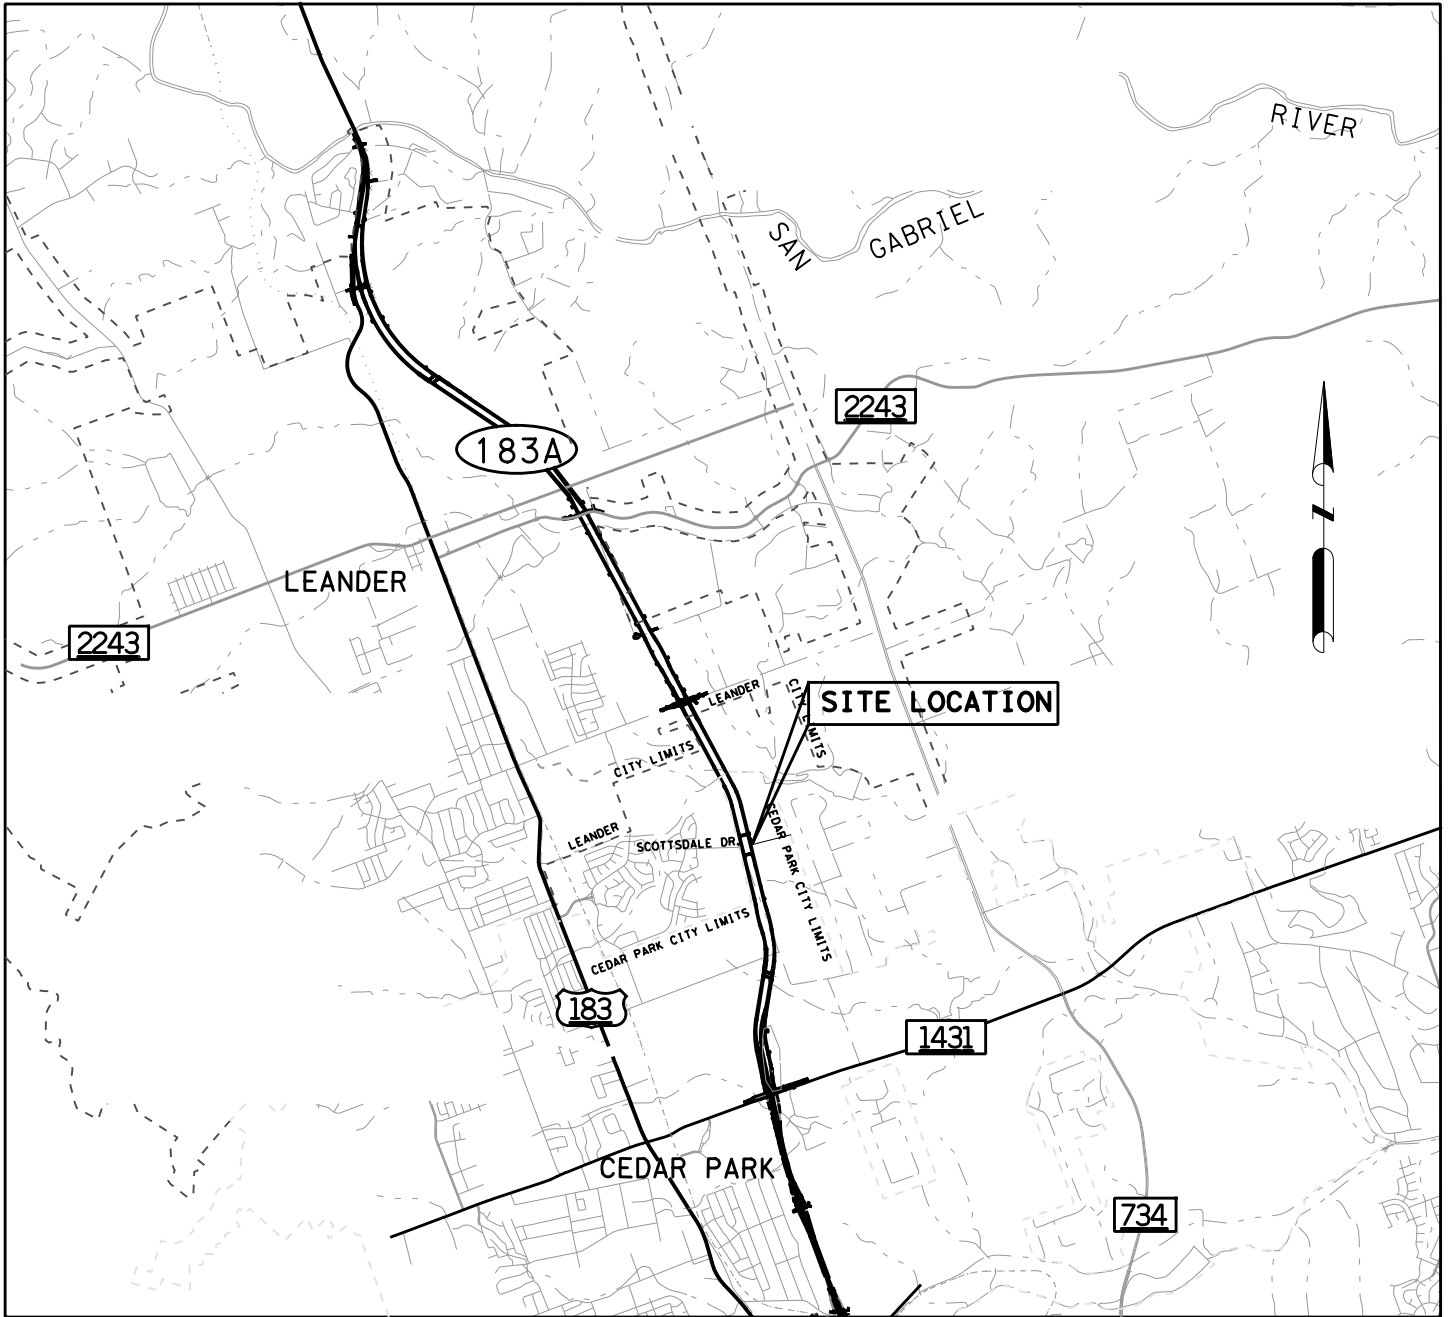 RIVER
SAN
GABRIEL
2243
183A
LEANDER
2243
LEANDER
CITY LIMITS
SITE LOCATION
CITY LIMITS
LEANDER
SCOTTSDALE DR.
CEDAR PARK CITY LIMITS
CEDAR PARK CITY LIMITS
183
1431
CEDAR PARK
734